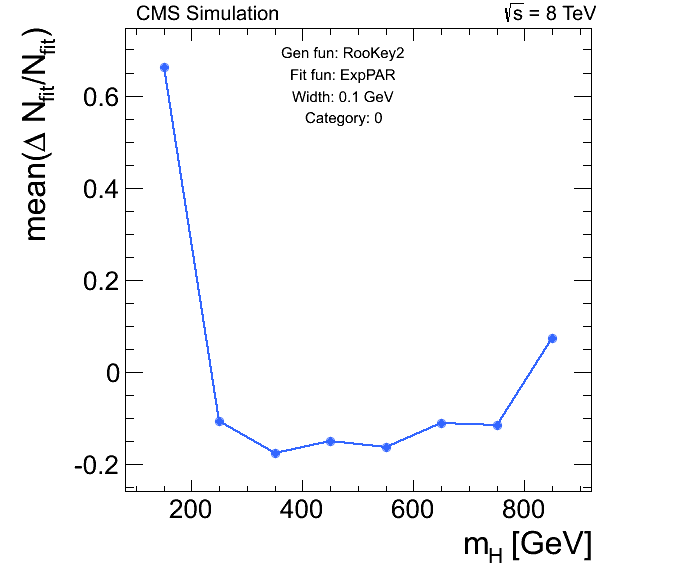 CMS Simulation
√s = 8 TeV
Gen fun: RooKey2
Fit fun: ExpPAR
Width: 0.1 GeV
Category: 0
mean(Δ N_fit/N_fit)
0.6
0.4
0.2
0
-0.2
200 400 600 800
m_H [GeV]